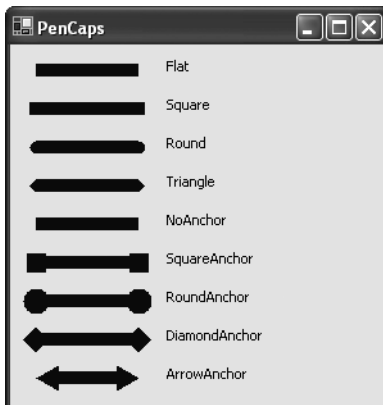 PenCaps
Flat
Square
Round
Triangle
NoAnchor
SquareAnchor
RoundAnchor
DiamondAnchor
ArrowAnchor